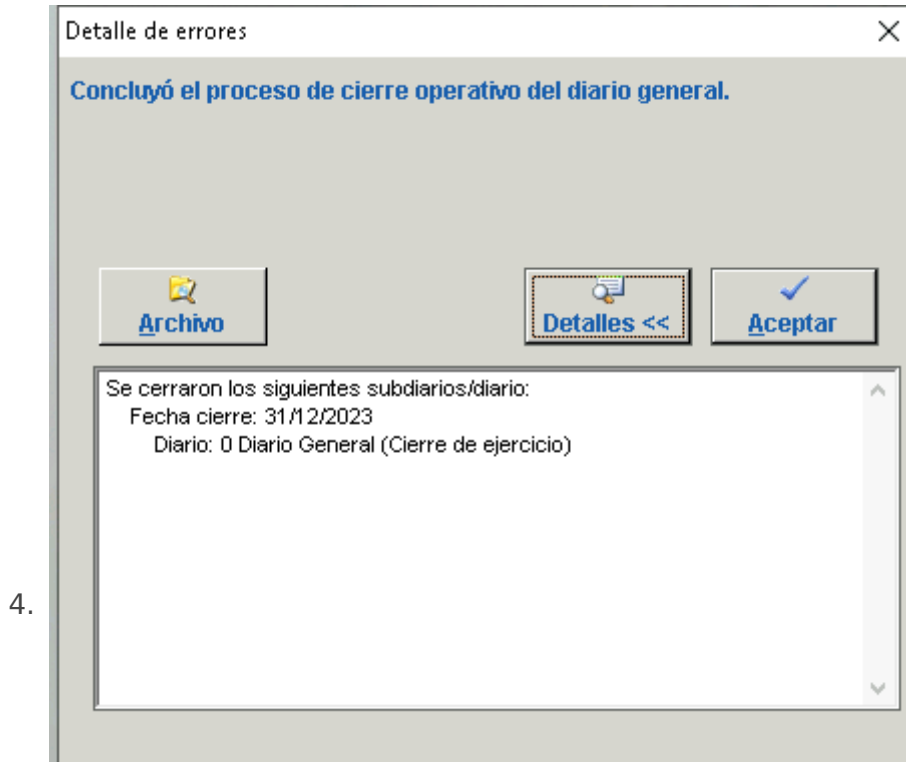 Detalle de errores
Concluyó el proceso de cierre operativo del diario general.
Archivo
Detalles <<
Aceptar
Se cerraron los siguientes subdiarios/diario:
Fecha cierre: 31/12/2023
Diario: 0 Diario General (Cierre de ejercicio)
4.